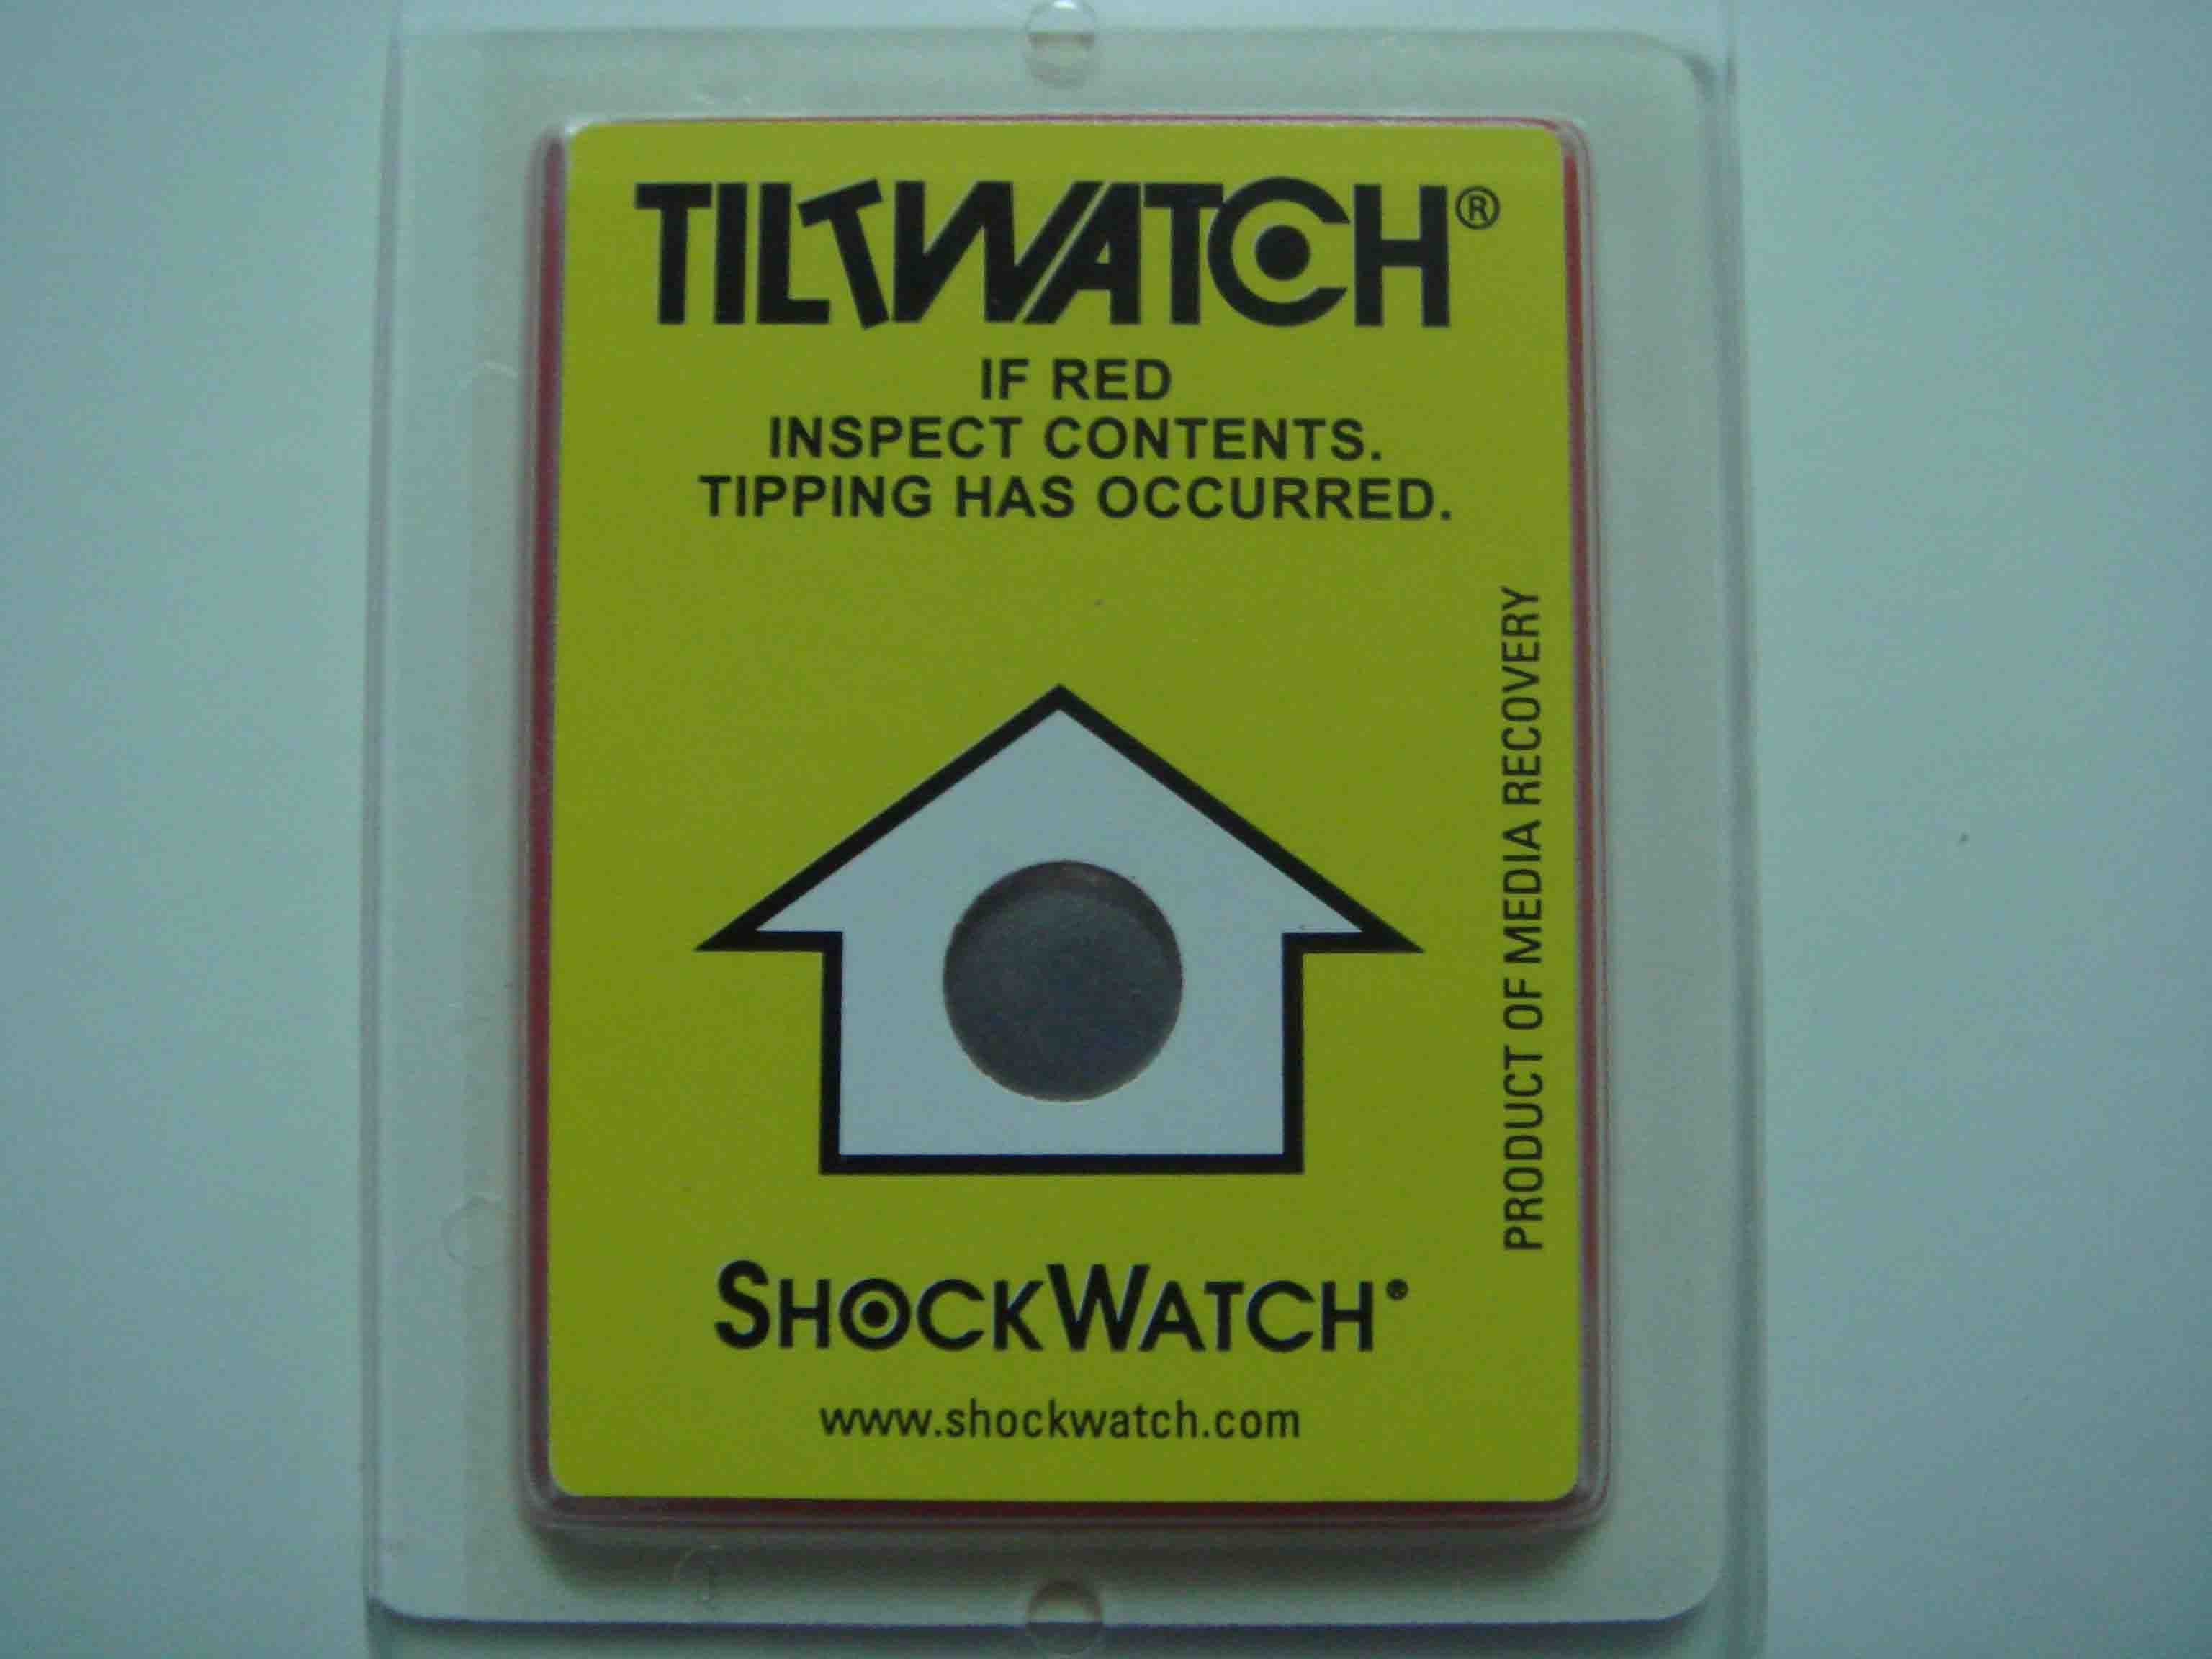 TILTWATCH®
IF RED
INSPECT CONTENTS.
TIPPING HAS OCCURRED.
PRODUCT OF MEDIA RECOVERY
SHOCKWATCH®
www.shockwatch.com